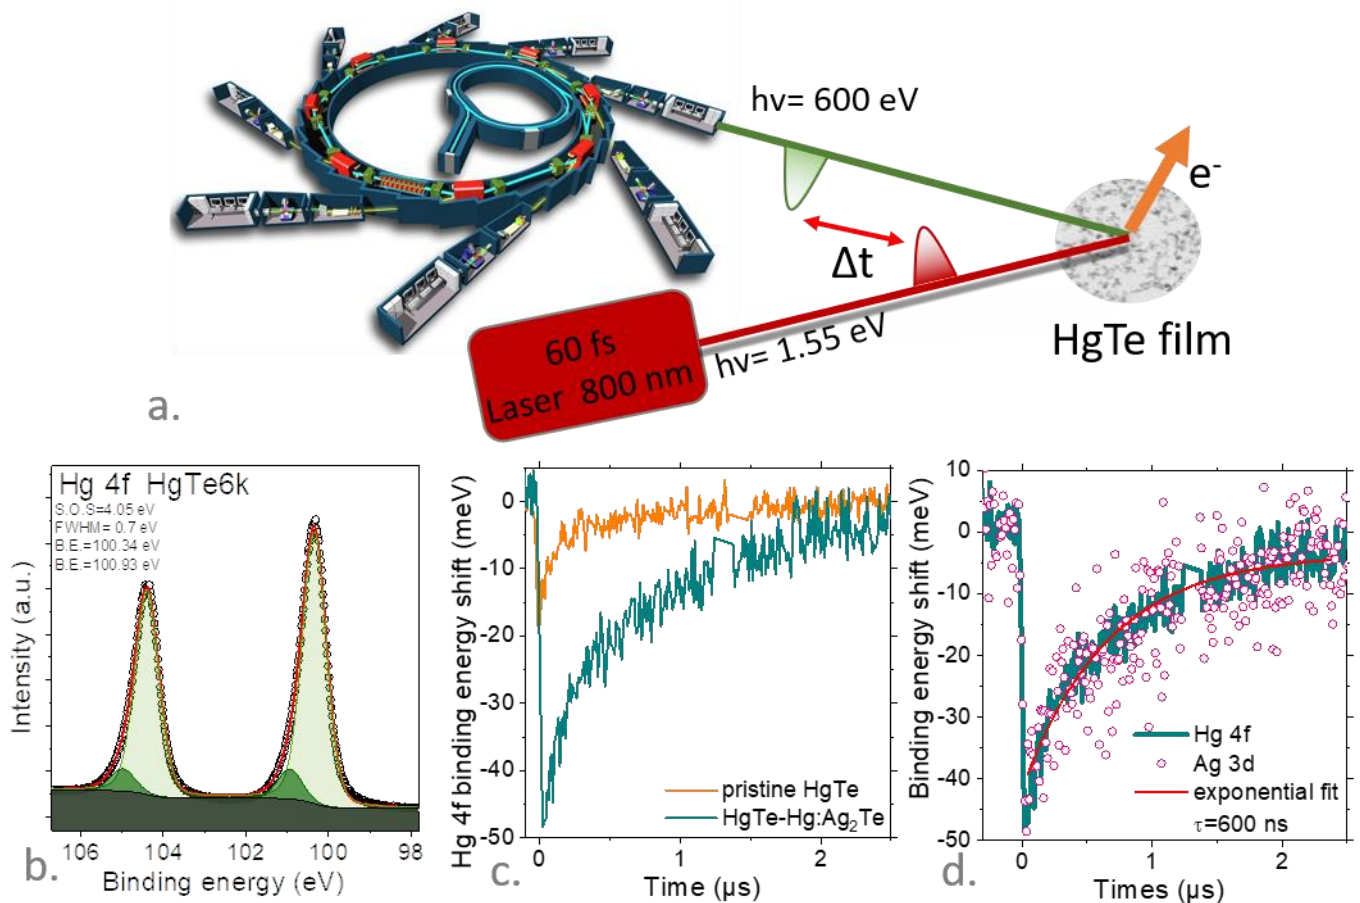 hν= 600 eV
e-
Δt
60 fs
Laser 800 nm
hν= 1.55 eV
HgTe film
a.
Hg 4f HgTe6k
S.O.S=4.05 eV
FWHM= 0.7 eV
B.E.=100.34 eV
B.E.=100.93 eV
Intensity (a.u.)
106 104 102 100 98
Binding energy (eV)
b.
Hg 4f binding energy shift (meV)
0
-10
-20
-30
-40
-50
pristine HgTe
HgTe-Hg:Ag₂Te
0 1 2
Time (μs)
c.
Binding energy shift (meV)
10
0
-10
-20
-30
-40
-50
Hg 4f
Ag 3d
exponential fit
τ=600 ns
0 1 2
Times (μs)
d.